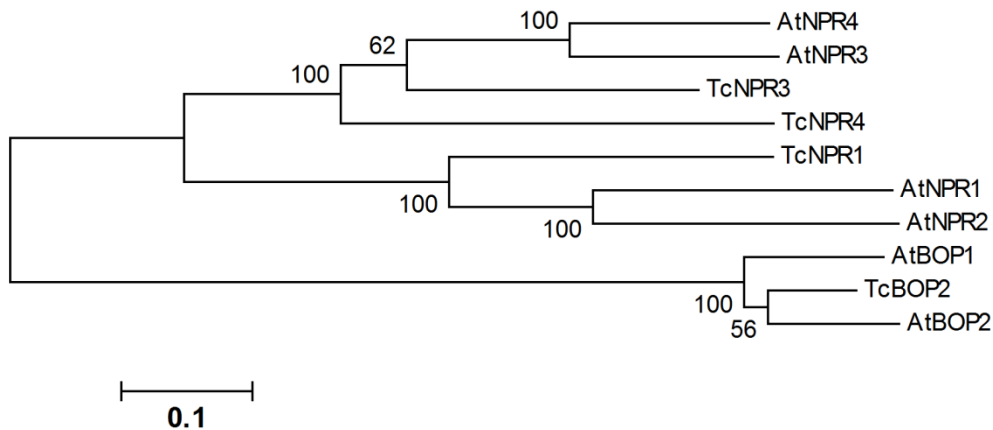 100
AtNPR4
62
AtNPR3
100
TcNPR3
TcNPR4
TcNPR1
100
AtNPR1
100
AtNPR2
AtBOP1
100
TcBOP2
56
AtBOP2
0.1